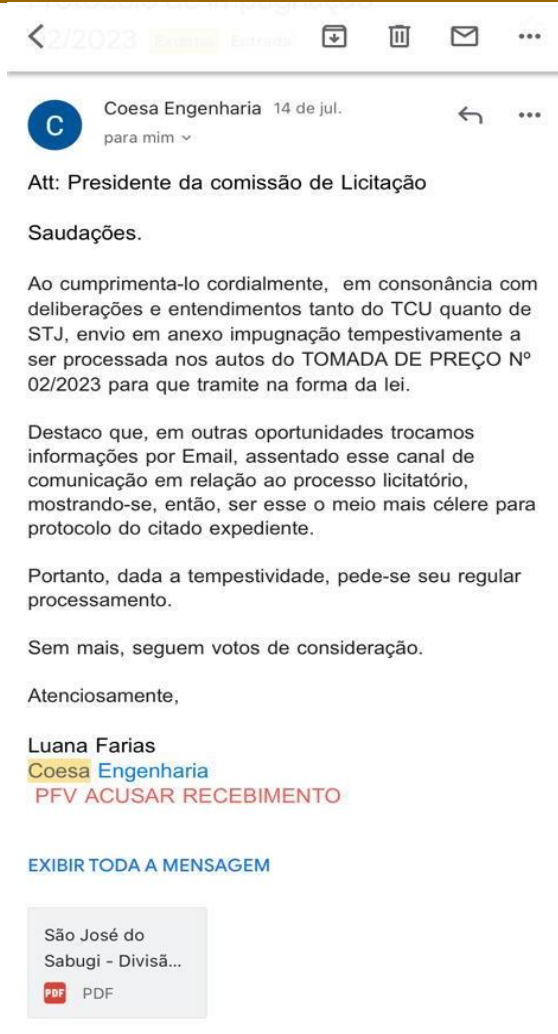 Protocolo de impugnação
02/2023 Externa Entrada
C
Coesa Engenharia 14 de jul.
para mim
Att: Presidente da comissão de Licitação
Saudações.
Ao cumprimenta-lo cordialmente, em consonância com
deliberações e entendimentos tanto do TCU quanto de
STJ, envio em anexo impugnação tempestivamente a
ser processada nos autos do TOMADA DE PREÇO Nº
02/2023 para que tramite na forma da lei.
Destaco que, em outras oportunidades trocamos
informações por Email, assentado esse canal de
comunicação em relação ao processo licitatório,
mostrando-se, então, ser esse o meio mais célere para
protocolo do citado expediente.
Portanto, dada a tempestividade, pede-se seu regular
processamento.
Sem mais, seguem votos de consideração.
Atenciosamente,
Luana Farias
Coesa Engenharia
PFV ACUSAR RECEBIMENTO
EXIBIR TODA A MENSAGEM
São José do
Sabugi - Divisã...
PDF PDF